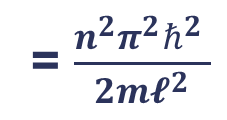 = n²π²ℏ² / 2mℓ²